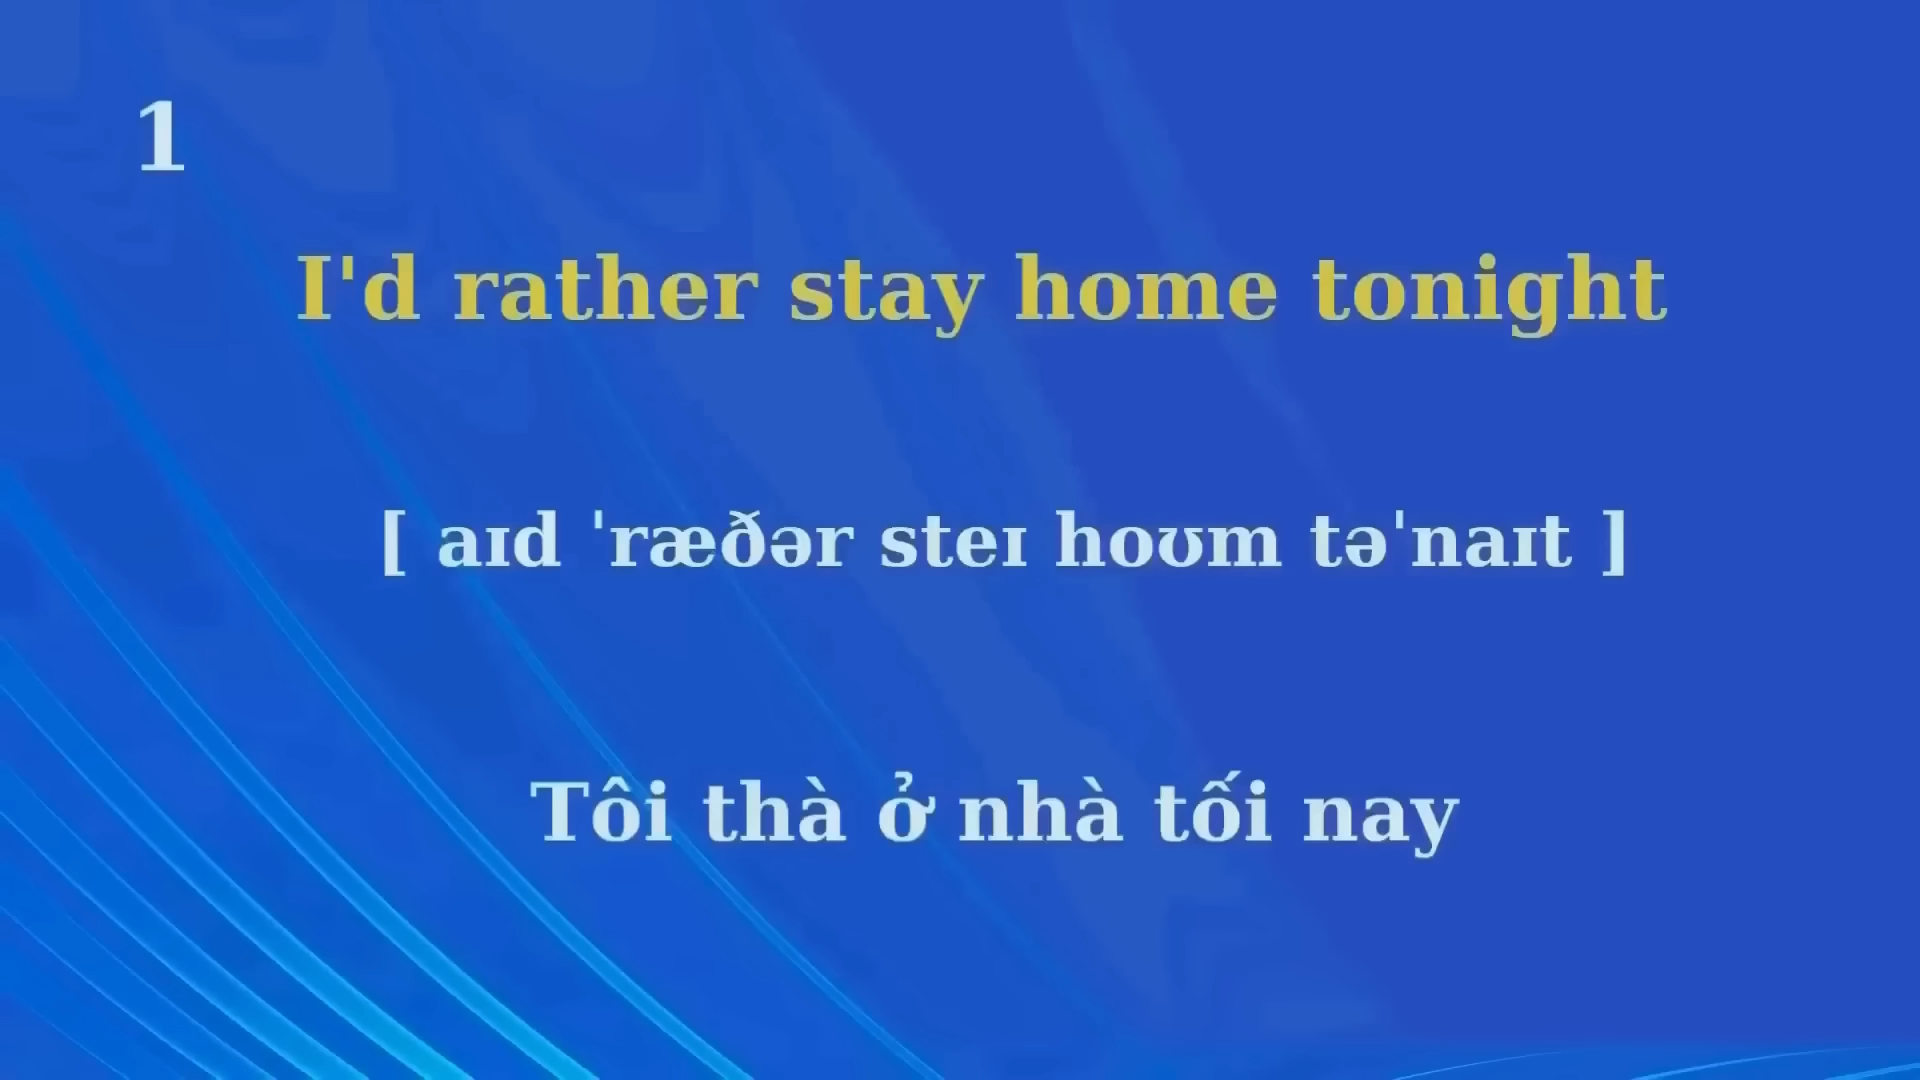 1
I'd rather stay home tonight
[ aɪd ˈræðər steɪ hoʊm təˈnaɪt ]
Tôi thà ở nhà tối nay